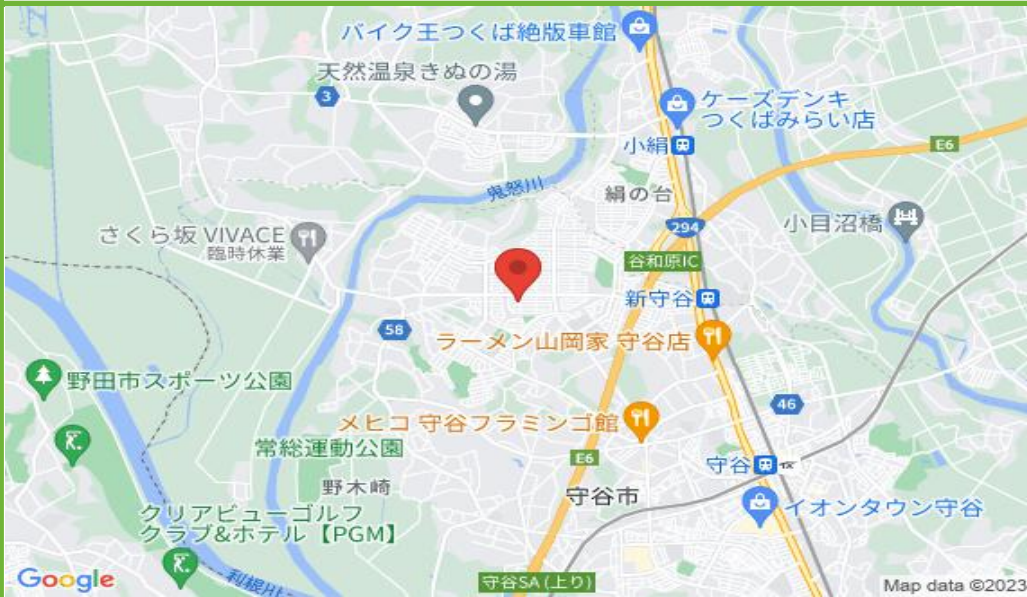 バイク王つくば絶版車館
天然温泉きぬの湯
3
ケーズデンキ
つくばみらい店
小絹
E6
鬼怒川
絹の台
294
小目沼橋
さくら坂 VIVACE
臨時休業
谷和原IC
新守谷
58
ラーメン山岡家 守谷店
野田市スポーツ公園
46
メヒコ 守谷フラミンゴ館
常総運動公園
E6
守谷
野木崎
守谷市
イオンタウン守谷
クリアビューゴルフ
クラブ&ホテル【PGM】
Google
利根川
守谷SA (上り)
Map data ©2023